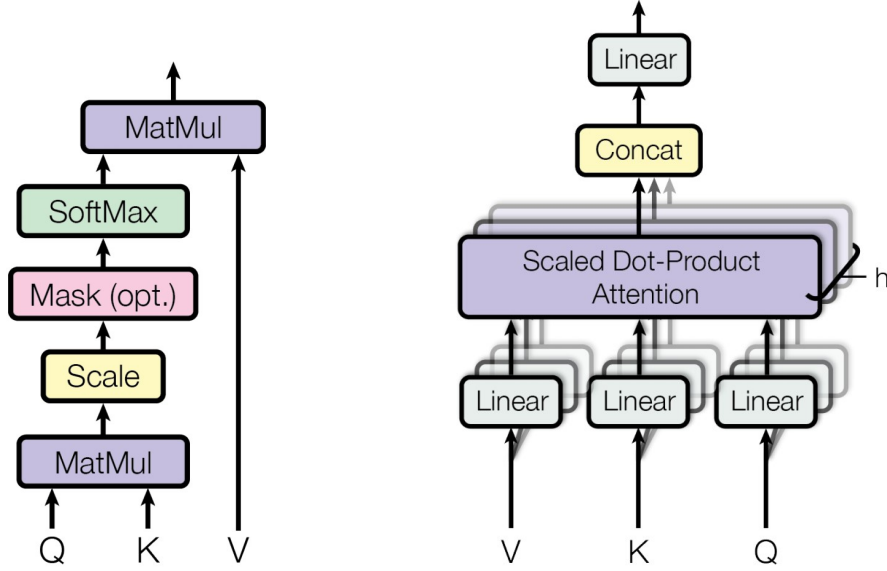 MatMul
SoftMax
Mask (opt.)
Scale
MatMul
Q K V
Linear
Concat
Scaled Dot-Product
Attention
h
Linear Linear Linear
V K Q